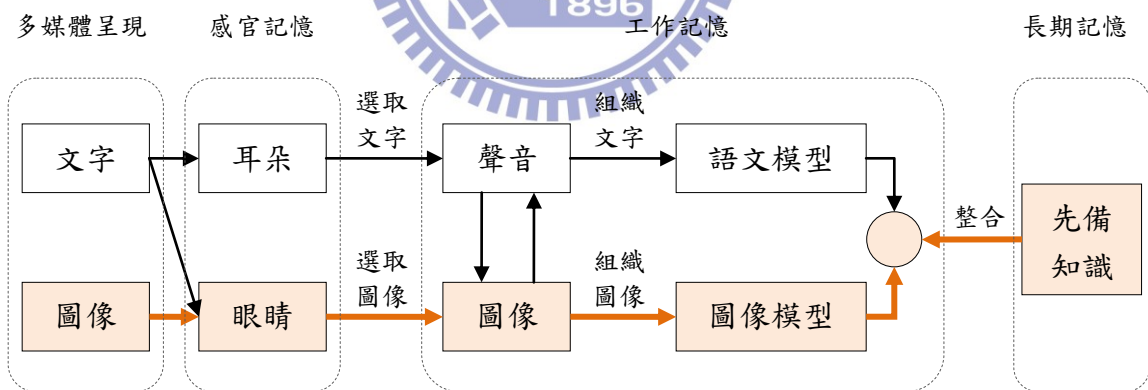 1896
多媒體呈現
感官記憶
工作記憶
長期記憶
選取
文字
組織
文字
文字
耳朵
聲音
語文模型
整合
先備
知識
選取
圖像
組織
圖像
圖像
眼睛
圖像
圖像模型